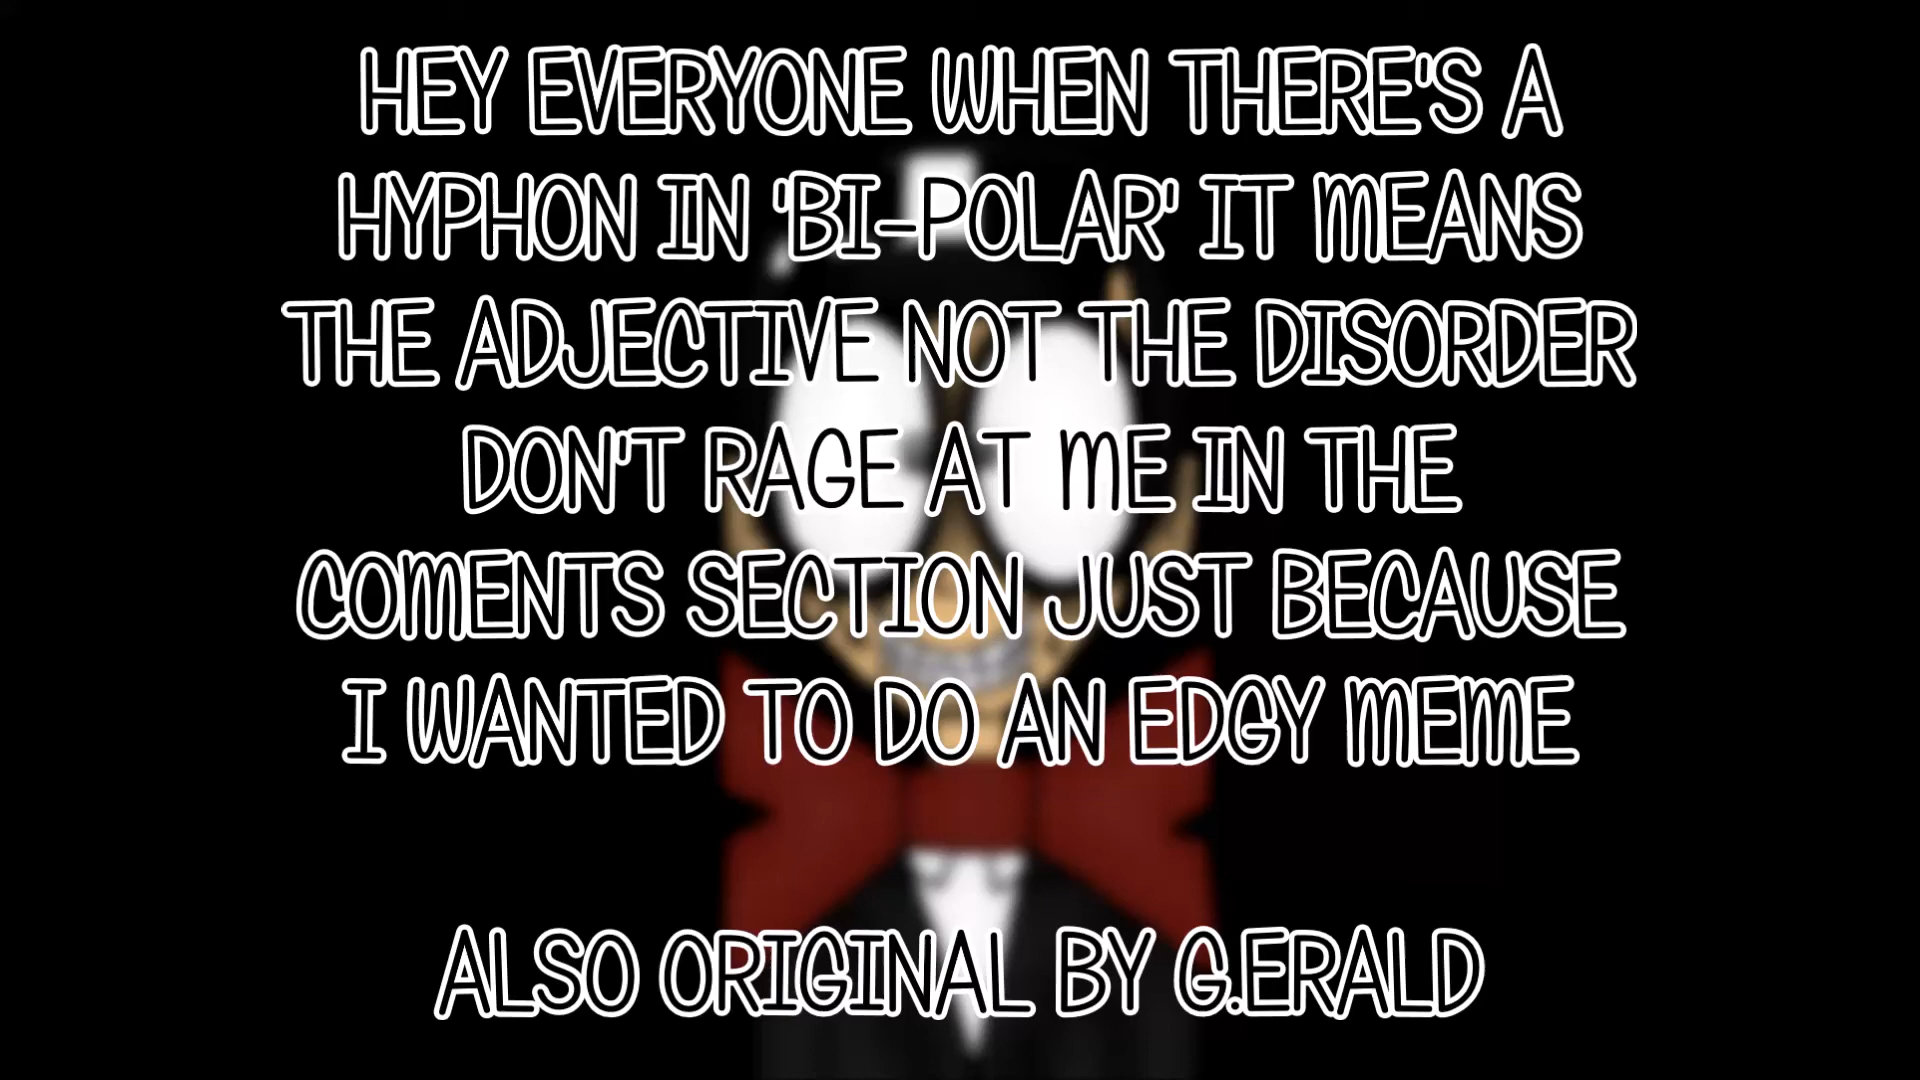 HEY EVERYONE WHEN THERE'S A
HYPHON IN 'BI-POLAR' IT MEANS
THE ADJECTIVE NOT THE DISORDER
DON'T RAGE AT ME IN THE
COMENTS SECTION JUST BECAUSE
I WANTED TO DO AN EDGY MEME
ALSO ORIGINAL BY G.ERALD